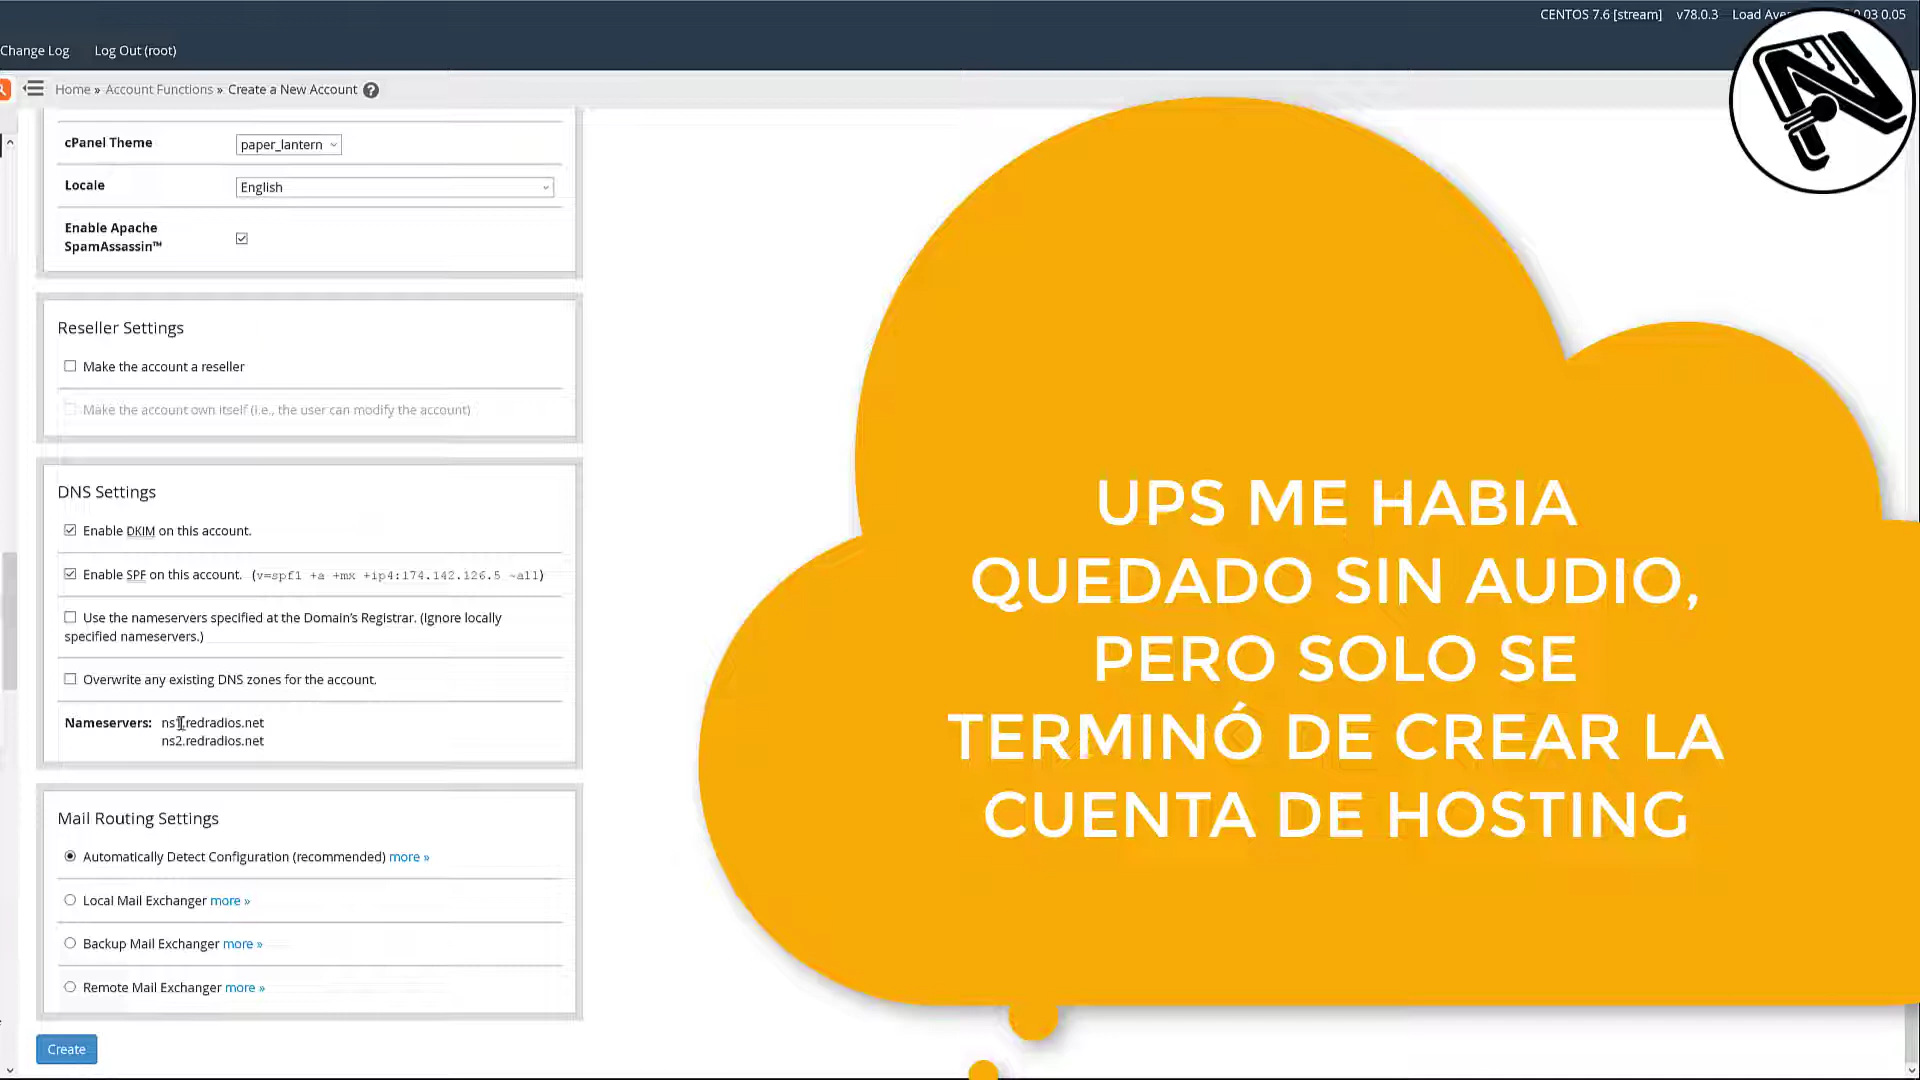 CENTOS 7.6 [stream] v78.0.3 Load Ave 03 0.05
Change Log Log Out (root)
Home » Account Functions » Create a New Account
cPanel Theme paper_lantern
Locale English
Enable Apache
SpamAssassin™
Reseller Settings
Make the account a reseller
Make the account own itself (i.e., the user can modify the account)
DNS Settings
Enable DKIM on this account.
Enable SPF on this account. (v=spf1 +a +mx +ip4:174.142.126.5 ~all)
Use the nameservers specified at the Domain's Registrar. (Ignore locally
specified nameservers.)
Overwrite any existing DNS zones for the account.
Nameservers: ns1.redradios.net
ns2.redradios.net
Mail Routing Settings
Automatically Detect Configuration (recommended) more »
Local Mail Exchanger more »
Backup Mail Exchanger more »
Remote Mail Exchanger more »
Create
UPS ME HABIA
QUEDADO SIN AUDIO,
PERO SOLO SE
TERMINÓ DE CREAR LA
CUENTA DE HOSTING